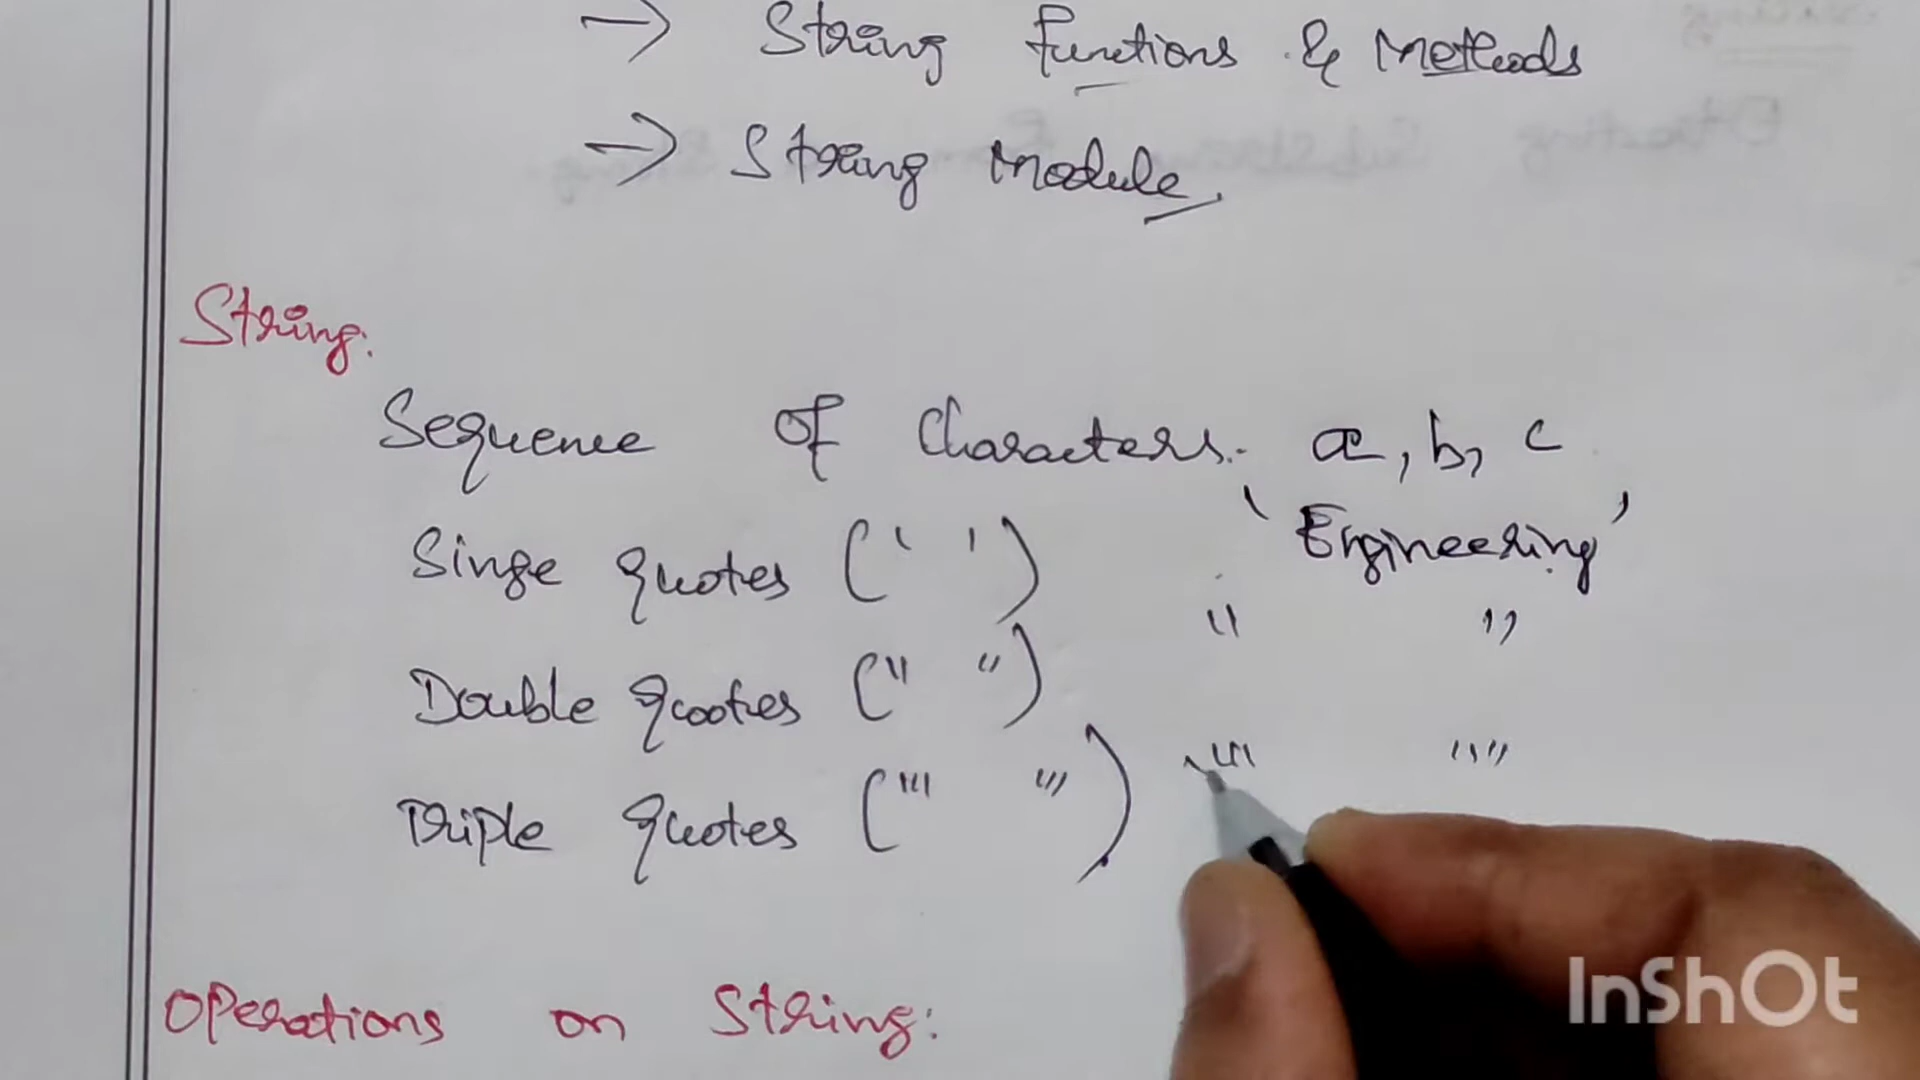 → String functions & Methods
→ String Module.
String:
Sequence of Characters. a, b, c
Singe quotes (' ') 'Engineering'
Double quootes (" ") " "
Triple quotes (''' ''') """ """
Operations on String:
InShOt